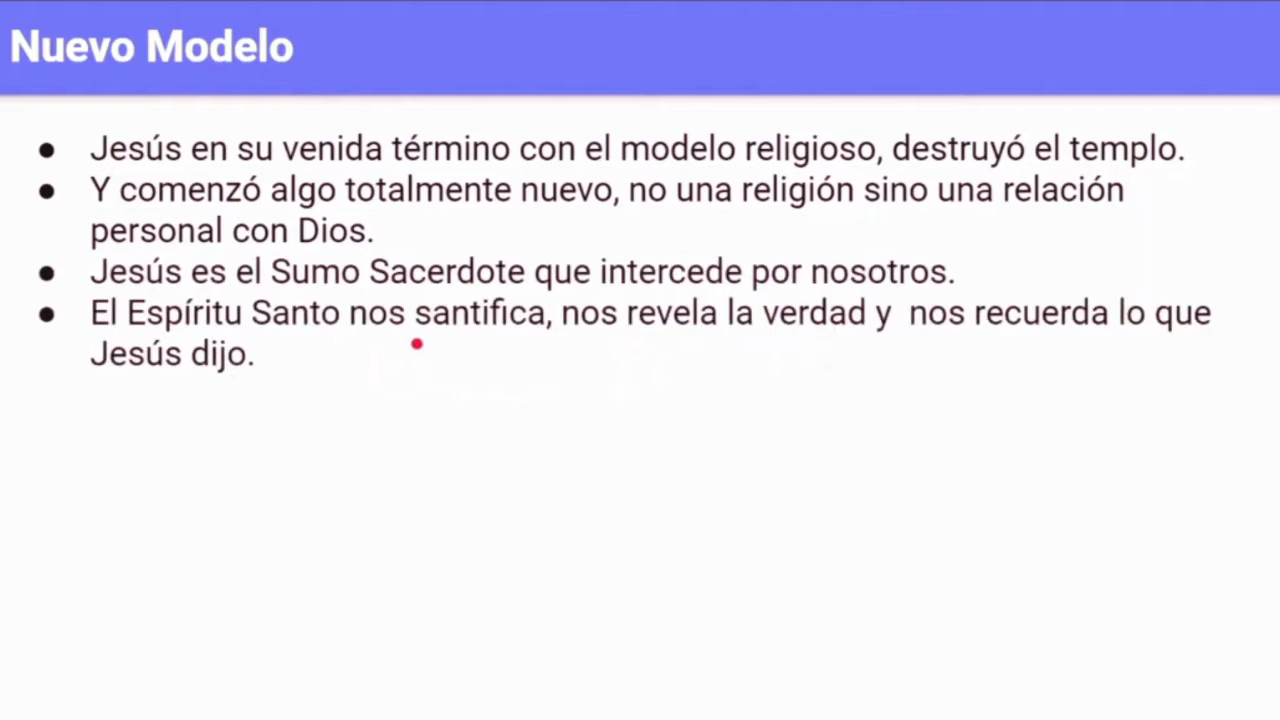 Nuevo Modelo
● Jesús en su venida término con el modelo religioso, destruyó el templo.
● Y comenzó algo totalmente nuevo, no una religión sino una relación
personal con Dios.
● Jesús es el Sumo Sacerdote que intercede por nosotros.
● El Espíritu Santo nos santifica, nos revela la verdad y  nos recuerda lo que
Jesús dijo.